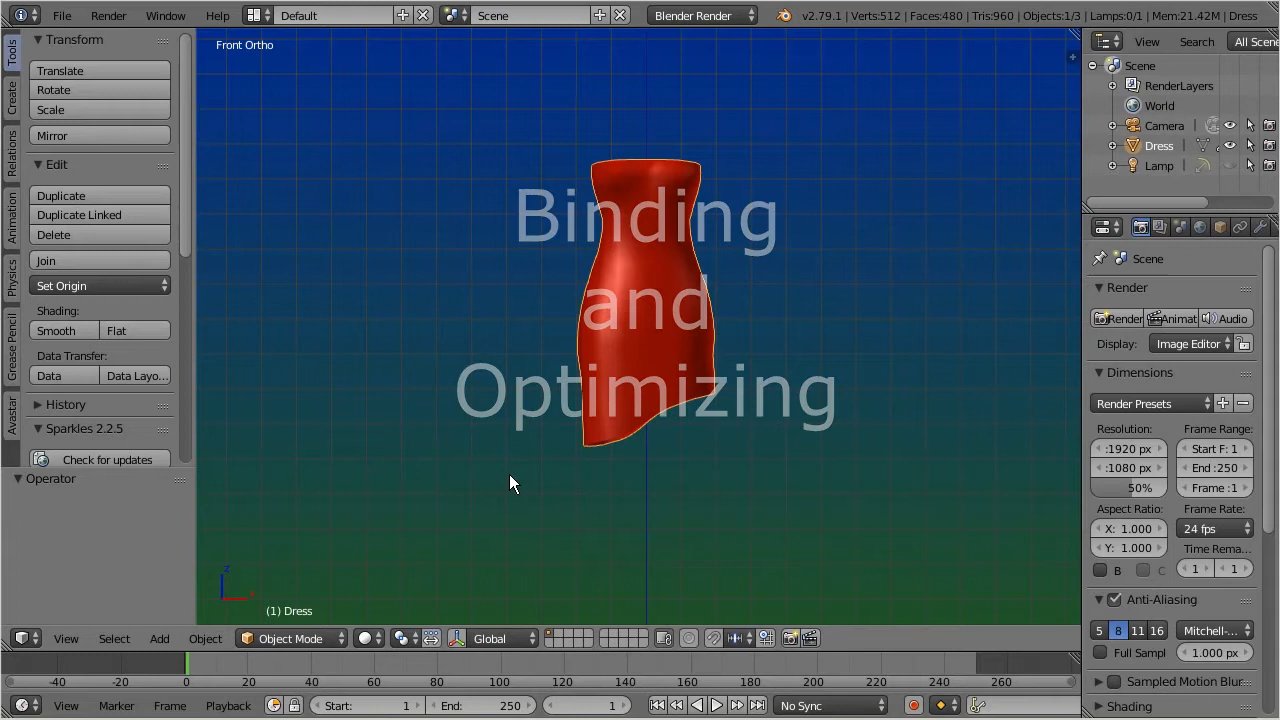 File Render Window Help Default Scene Blender Render v2.79.1 | Verts:512 | Faces:480 | Tris:960 | Objects:1/3 | Lamps:0/1 | Mem:21.42M | Dress
Tools
Create
Relations
Animation
Physics
Grease Pencil
Avastar
Transform
Translate
Rotate
Scale
Mirror
Edit
Duplicate
Duplicate Linked
Delete
Join
Set Origin
Shading:
Smooth Flat
Data Transfer:
Data Data Layo...
History
Sparkles 2.2.5
Check for updates
Operator
Front Ortho
Binding
and
Optimizing
z
x
(1) Dress
View Search All Scene
Scene
RenderLayers
World
Camera
Dress
Lamp
Scene
Render
Render Animat Audio
Display: Image Editor
Dimensions
Render Presets
Resolution: Frame Range:
:1920 px Start F: 1
:1080 px End :250
50% Frame :1
Aspect Ratio: Frame Rate:
X: 1.000 24 fps
Y: 1.000 Time Rema...
B C 1 1
Anti-Aliasing
5 8 11 16 Mitchell-...
Full Sampl 1.000 px
Sampled Motion Blur
Shading
View Select Add Object Object Mode Global
-40 -20 0 20 40 60 80 100 120 140 160 180 200 220 240 260
View Marker Frame Playback Start: 1 End: 250 1 No Sync